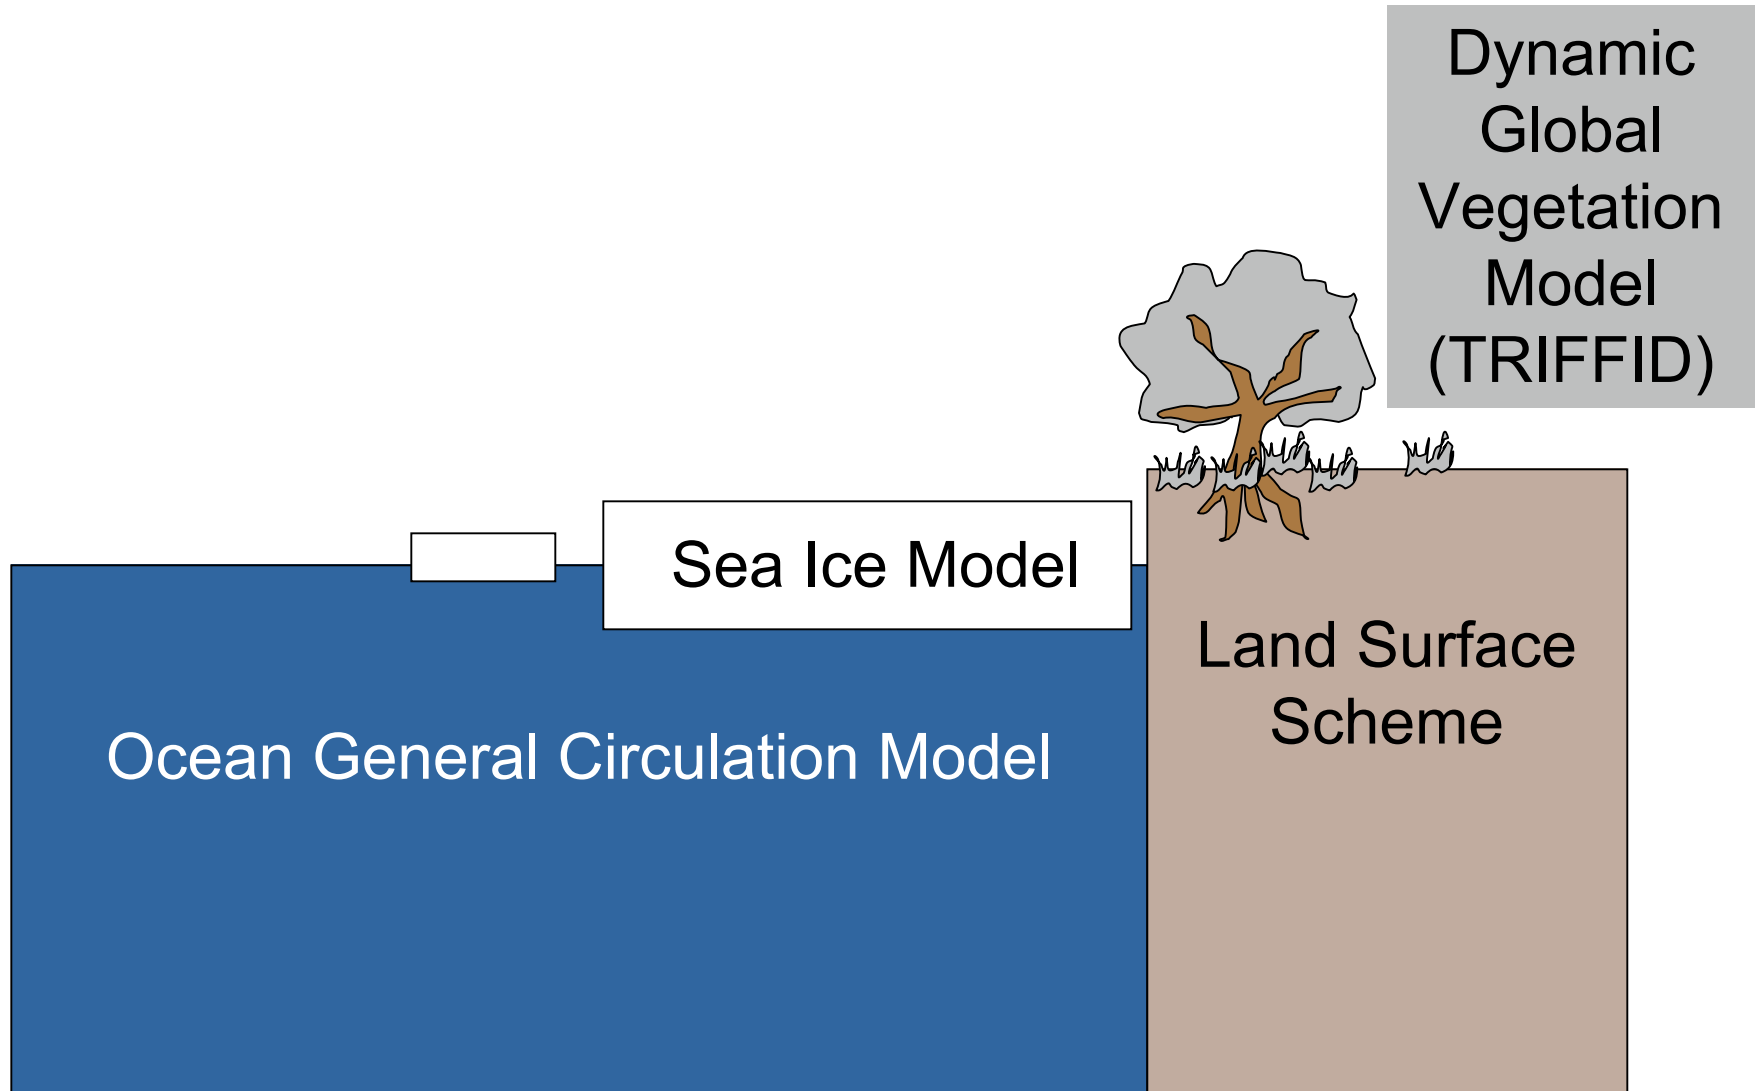 Dynamic
Global
Vegetation
Model
(TRIFFID)
Sea Ice Model
Land Surface
Scheme
Ocean General Circulation Model